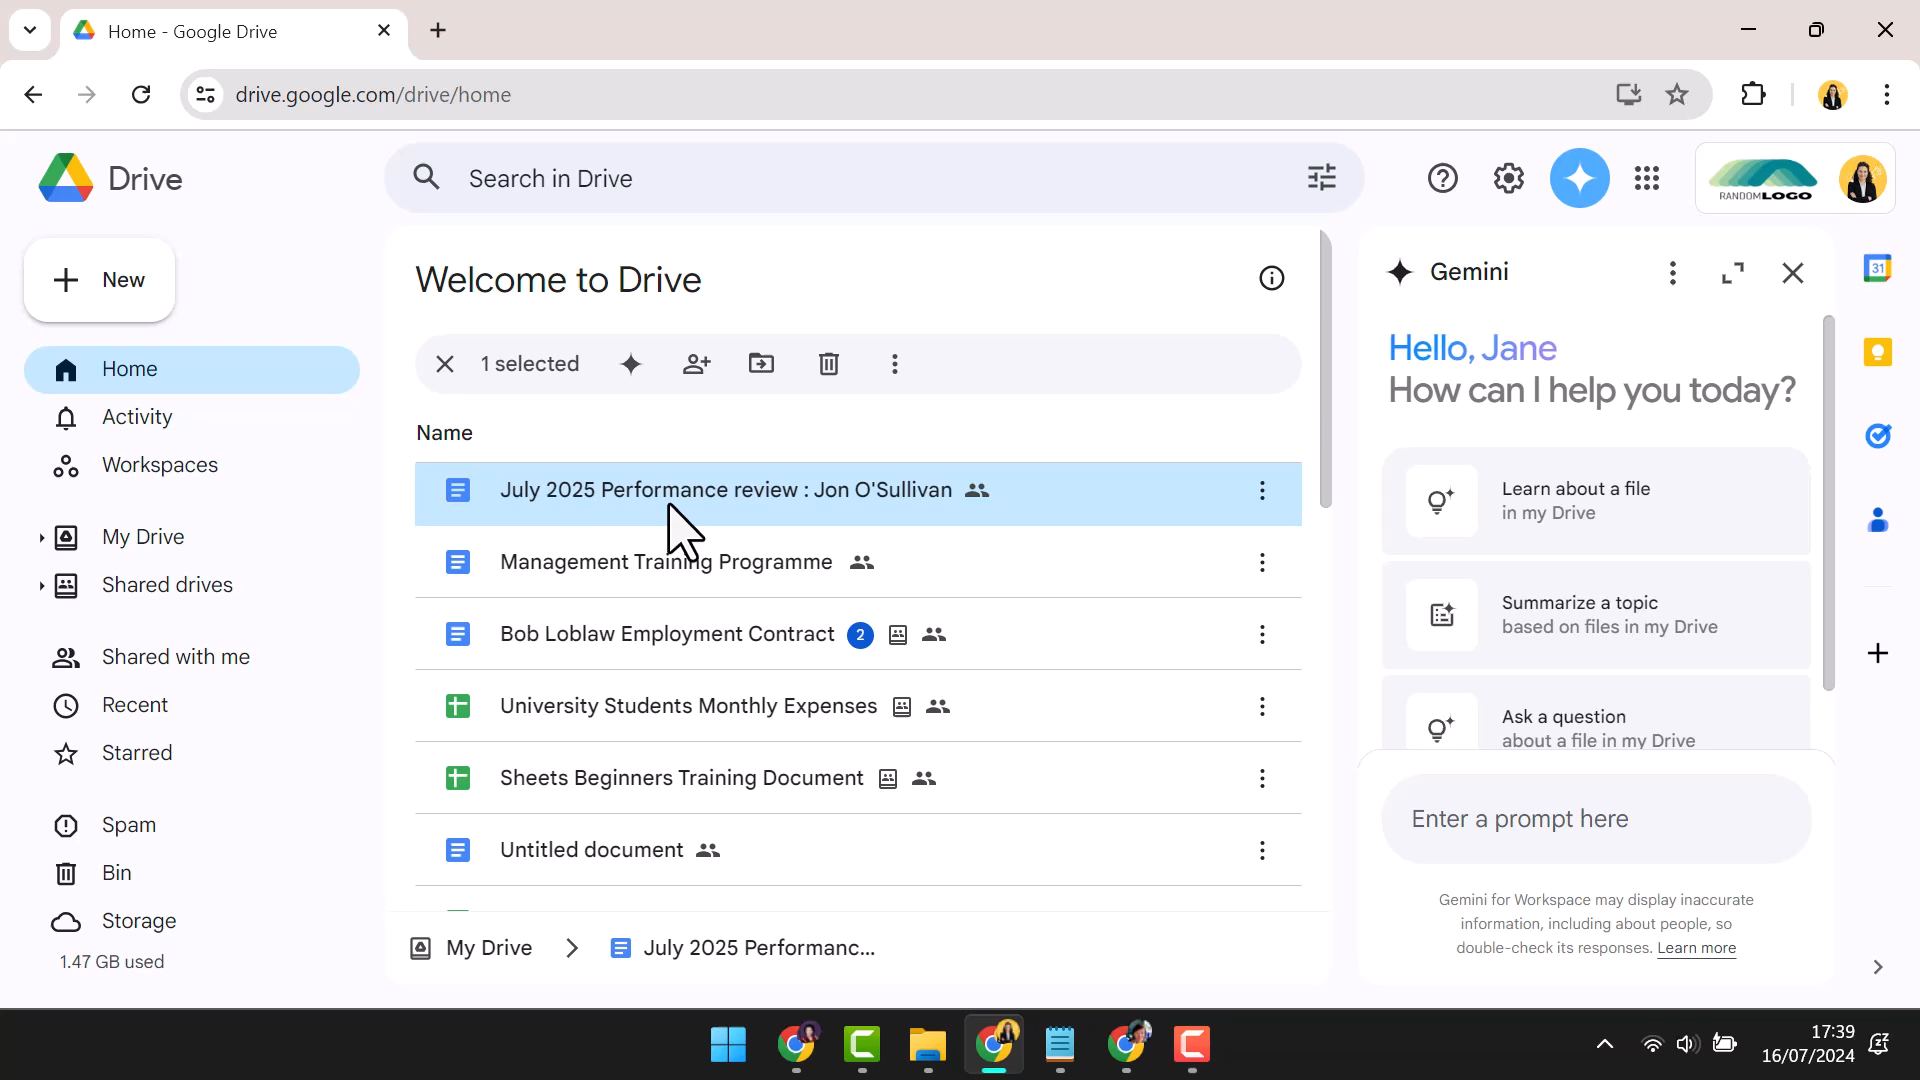 Home - Google Drive
drive.google.com/drive/home
Drive
Search in Drive
RANDOMLOGO
New
Welcome to Drive
Gemini
31
Hello, Jane
How can I help you today?
1 selected
Home
Activity
Workspaces
My Drive
Shared drives
Shared with me
Recent
Starred
Spam
Bin
Storage
1.47 GB used
Name
July 2025 Performance review : Jon O'Sullivan
Management Training Programme
Bob Loblaw Employment Contract 2
University Students Monthly Expenses
Sheets Beginners Training Document
Untitled document
My Drive
July 2025 Performanc...
Learn about a file
in my Drive
Summarize a topic
based on files in my Drive
Ask a question
about a file in my Drive
Enter a prompt here
Gemini for Workspace may display inaccurate
information, including about people, so
double-check its responses. Learn more
17:39
16/07/2024